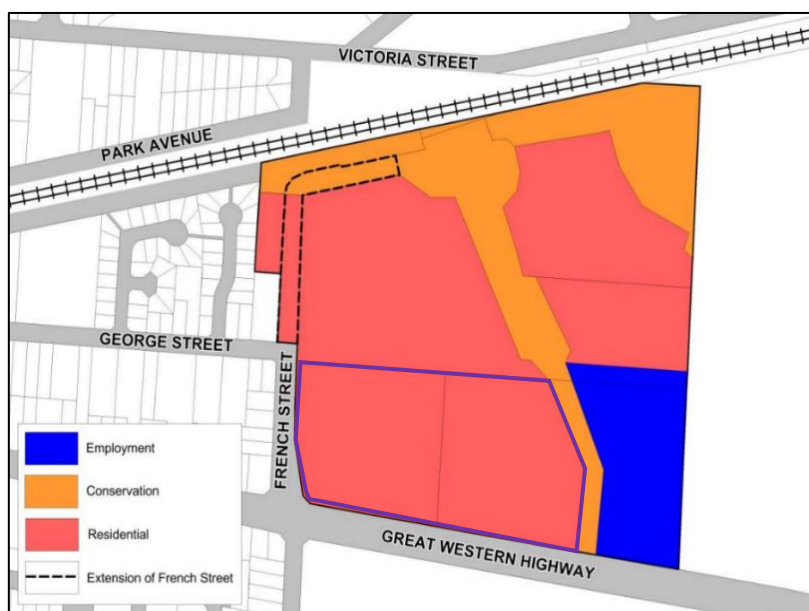 VICTORIA STREET
PARK AVENUE
GEORGE STREET
FRENCH STREET
GREAT WESTERN HIGHWAY
Employment
Conservation
Residential
Extension of French Street